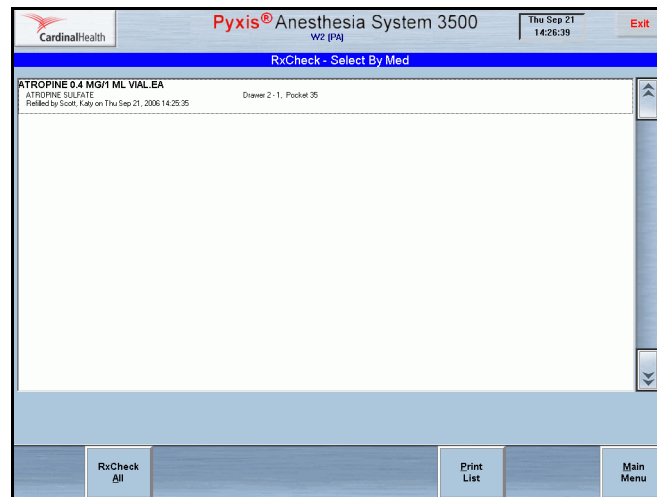 CardinalHealth
Pyxis® Anesthesia System 3500
W2 (PA)
Thu Sep 21
14:26:39
Exit
RxCheck - Select By Med
ATROPINE 0.4 MG/1 ML VIAL.EA
ATROPINE SULFATE Drawer 2 - 1, Pocket 35
Refilled by Scott, Katy on Thu Sep 21, 2006 14:25:35
RxCheck
All
Print
List
Main
Menu